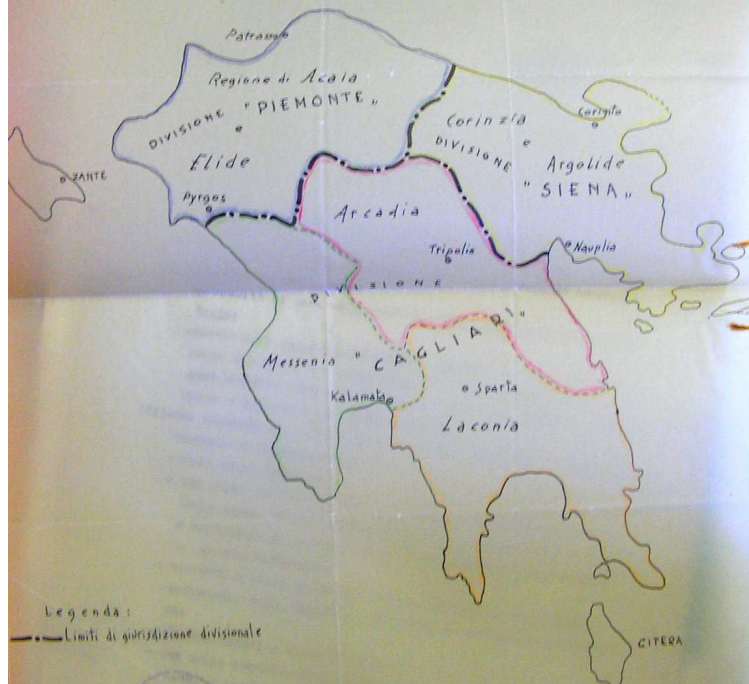 Patrasso
Regione di Acaia
DIVISIONE "PIEMONTE"
e
Elide
Corinzia
e
Corinto
DIVISIONE
Argolide
"SIENA"
ZANTE
Pyrgos
Arcadia
Tripolis
Nauplia
DIVISIONE
"CAGLIARI"
Messenia
Kalamata
Sparta
Laconia
Legenda:
Limiti di giurisdizione divisionale
CITERA